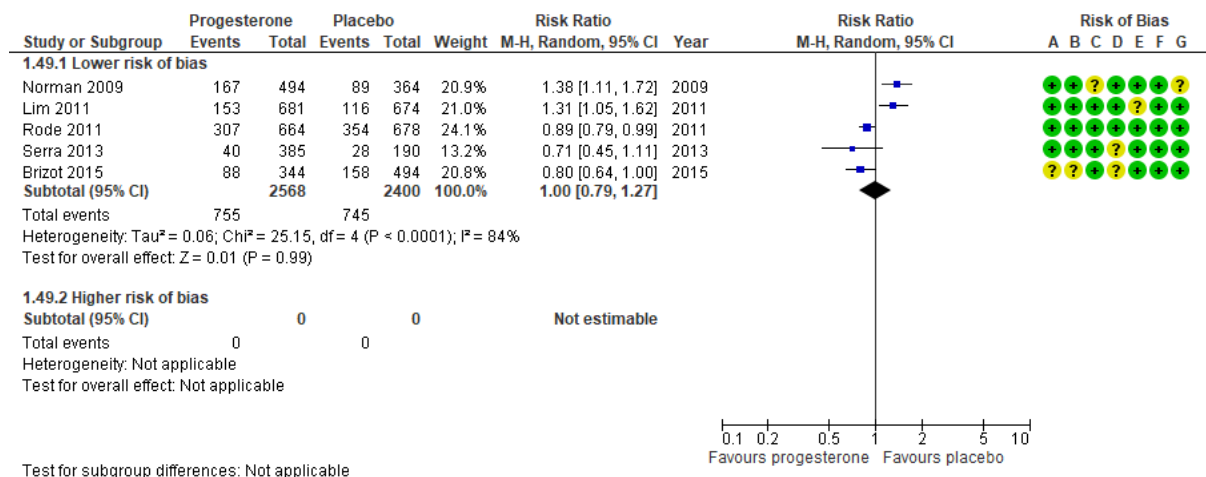 Progesterone Placebo Risk Ratio Risk Ratio Risk of Bias
Study or Subgroup Events Total Events Total Weight M-H, Random, 95% CI Year M-H, Random, 95% CI A B C D E F G
1.49.1 Lower risk of bias
Norman 2009 167 494 89 364 20.9% 1.38 [1.11, 1.72] 2009 + + ? + + + ?
Lim 2011 153 681 116 674 21.0% 1.31 [1.05, 1.62] 2011 + + + + ? + +
Rode 2011 307 664 354 678 24.1% 0.89 [0.79, 0.99] 2011 + + + + + + +
Serra 2013 40 385 28 190 13.2% 0.71 [0.45, 1.11] 2013 + + + ? + + +
Brizot 2015 88 344 158 494 20.8% 0.80 [0.64, 1.00] 2015 ? ? + ? + + +
Subtotal (95% CI) 2568 2400 100.0% 1.00 [0.79, 1.27]
Total events 755 745
Heterogeneity: Tau² = 0.06; Chi² = 25.15, df = 4 (P < 0.0001); I² = 84%
Test for overall effect: Z = 0.01 (P = 0.99)
1.49.2 Higher risk of bias
Subtotal (95% CI) 0 0 Not estimable
Total events 0 0
Heterogeneity: Not applicable
Test for overall effect: Not applicable
0.1 0.2 0.5 1 2 5 10
Favours progesterone Favours placebo
Test for subgroup differences: Not applicable